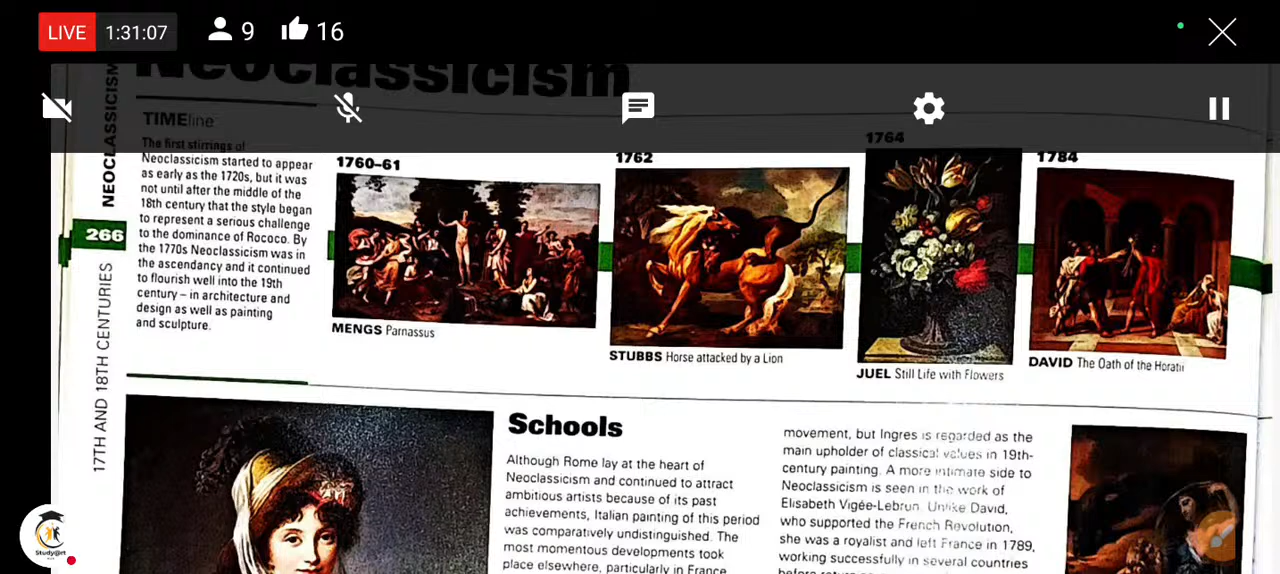 LIVE 1:31:07 9 16
Neoclassicism
NEOCLASSICISM
266
17TH AND 18TH CENTURIES
TIMEline
The first stirrings of
Neoclassicism started to appear
as early as the 1720s, but it was
not until after the middle of the
18th century that the style began
to represent a serious challenge
to the dominance of Rococo. By
the 1770s Neoclassicism was in
the ascendancy and it continued
to flourish well into the 19th
century – in architecture and
design as well as painting
and sculpture.
1760–61
MENGS Parnassus
1762
STUBBS Horse attacked by a Lion
1764
JUEL Still Life with Flowers
1784
DAVID The Oath of the Horatii
Schools
Although Rome lay at the heart of
Neoclassicism and continued to attract
ambitious artists because of its past
achievements, Italian painting of this period
was comparatively undistinguished. The
most momentous developments took
place elsewhere, particularly in France
movement, but Ingres is regarded as the
main upholder of classical values in 19th-
century painting. A more intimate side to
Neoclassicism is seen in the work of
Elisabeth Vigée-Lebrun. Unlike David,
who supported the French Revolution,
she was a royalist and left France in 1789,
working successfully in several countries
Study@rt